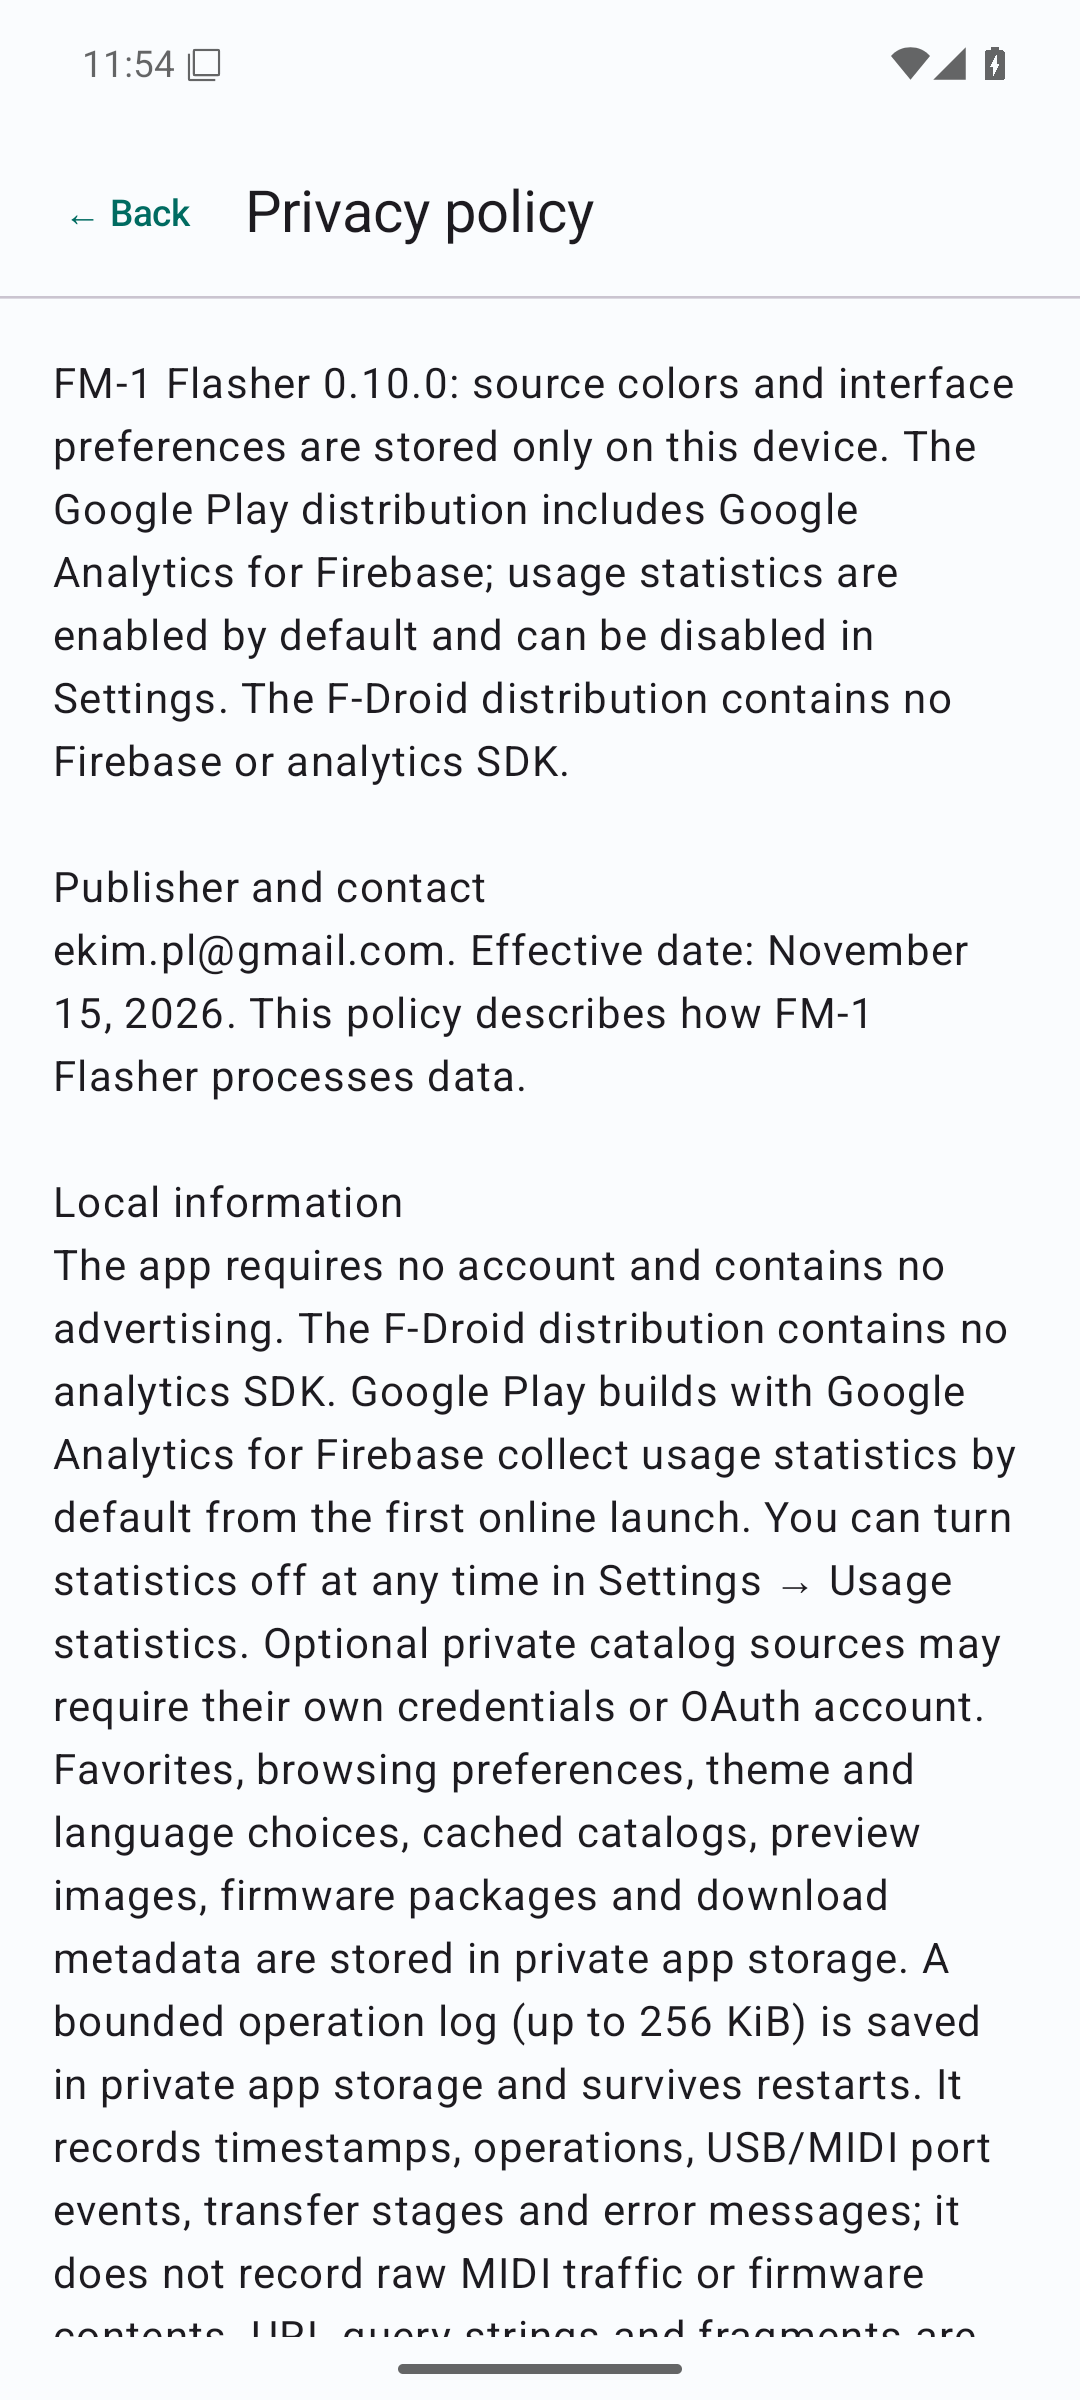 11:54
← Back Privacy policy
FM-1 Flasher 0.10.0: source colors and interface
preferences are stored only on this device. The
Google Play distribution includes Google
Analytics for Firebase; usage statistics are
enabled by default and can be disabled in
Settings. The F-Droid distribution contains no
Firebase or analytics SDK.
Publisher and contact
ekim.pl@gmail.com. Effective date: November
15, 2026. This policy describes how FM-1
Flasher processes data.
Local information
The app requires no account and contains no
advertising. The F-Droid distribution contains no
analytics SDK. Google Play builds with Google
Analytics for Firebase collect usage statistics by
default from the first online launch. You can turn
statistics off at any time in Settings → Usage
statistics. Optional private catalog sources may
require their own credentials or OAuth account.
Favorites, browsing preferences, theme and
language choices, cached catalogs, preview
images, firmware packages and download
metadata are stored in private app storage. A
bounded operation log (up to 256 KiB) is saved
in private app storage and survives restarts. It
records timestamps, operations, USB/MIDI port
events, transfer stages and error messages; it
does not record raw MIDI traffic or firmware
contents. URL query strings and fragments are